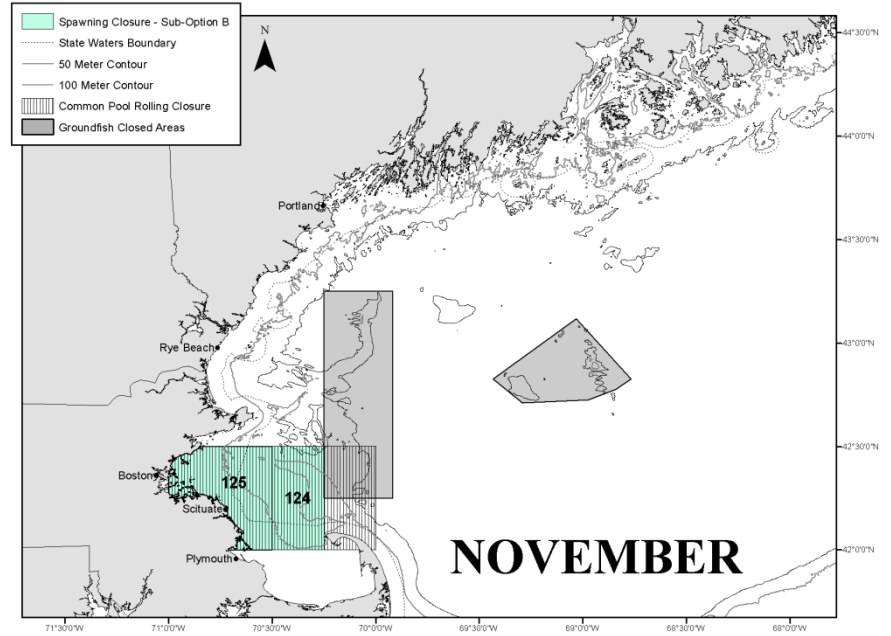 Spawning Closure - Sub-Option B
State Waters Boundary
50 Meter Contour
100 Meter Contour
Common Pool Rolling Closure
Groundfish Closed Areas
N
44°30'0"N
44°0'0"N
Portland
43°30'0"N
Rye Beach
43°0'0"N
42°30'0"N
Boston
125
124
Scituate
Plymouth
42°0'0"N
NOVEMBER
71°30'0"W
71°0'0"W
70°30'0"W
70°0'0"W
69°30'0"W
69°0'0"W
68°30'0"W
68°0'0"W